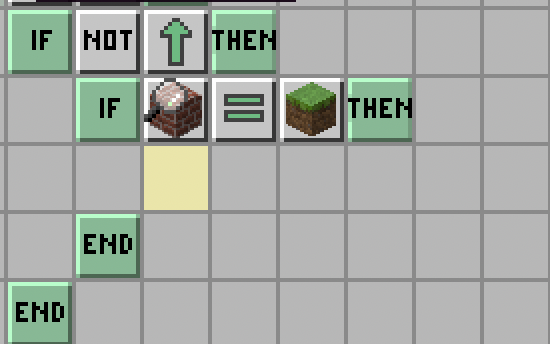 IF NOT THEN
IF THEN
END
END